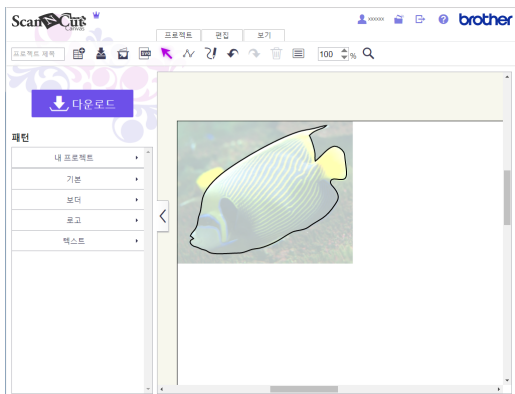 ScanNCut
Canvas
xxxxxx
brother
프로젝트 편집 보기
프로젝트 제목
100 %
다운로드
패턴
내 프로젝트
기본
보더
로고
텍스트